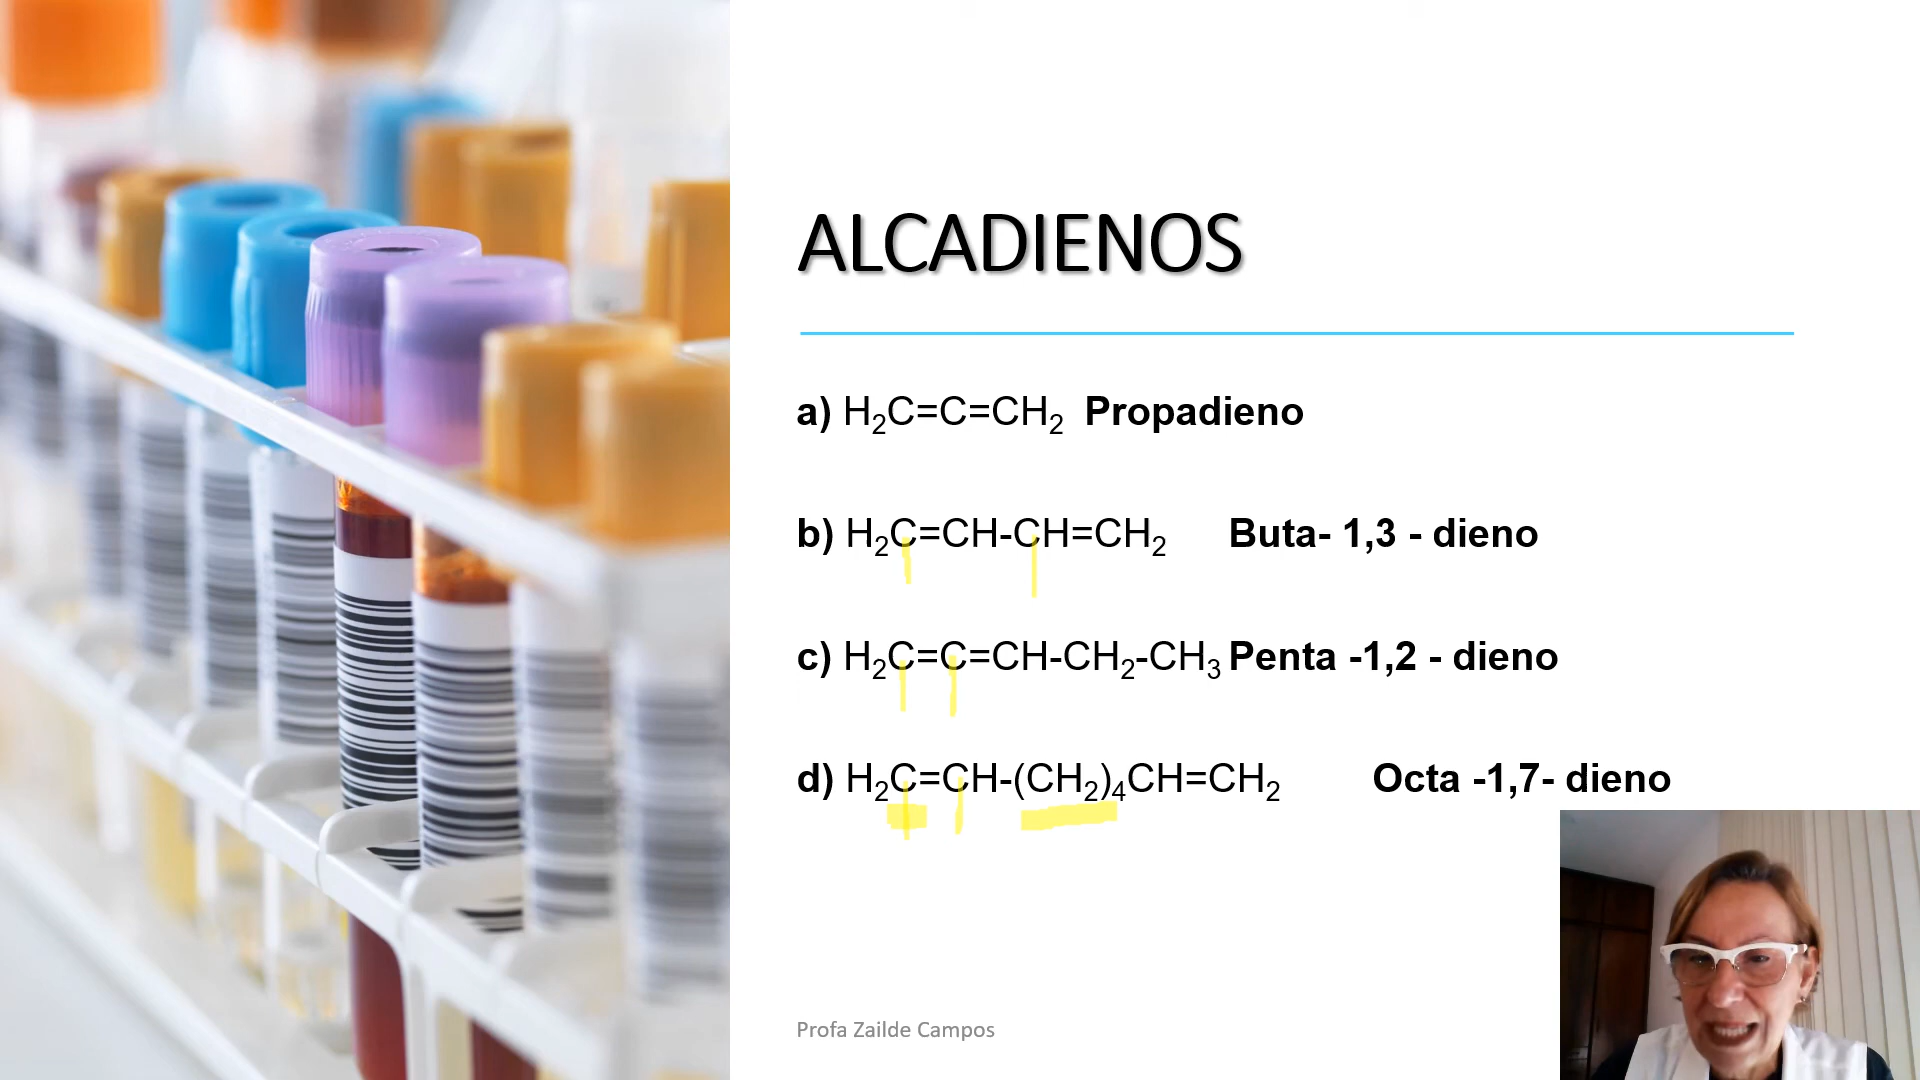 ALCADIENOS
a) H₂C=C=CH₂ Propadieno
b) H₂C=CH-CH=CH₂ Buta- 1,3 - dieno
c) H₂C=C=CH-CH₂-CH₃ Penta -1,2 - dieno
d) H₂C=CH-(CH₂)₄CH=CH₂ Octa -1,7- dieno
Profa Zailde Campos